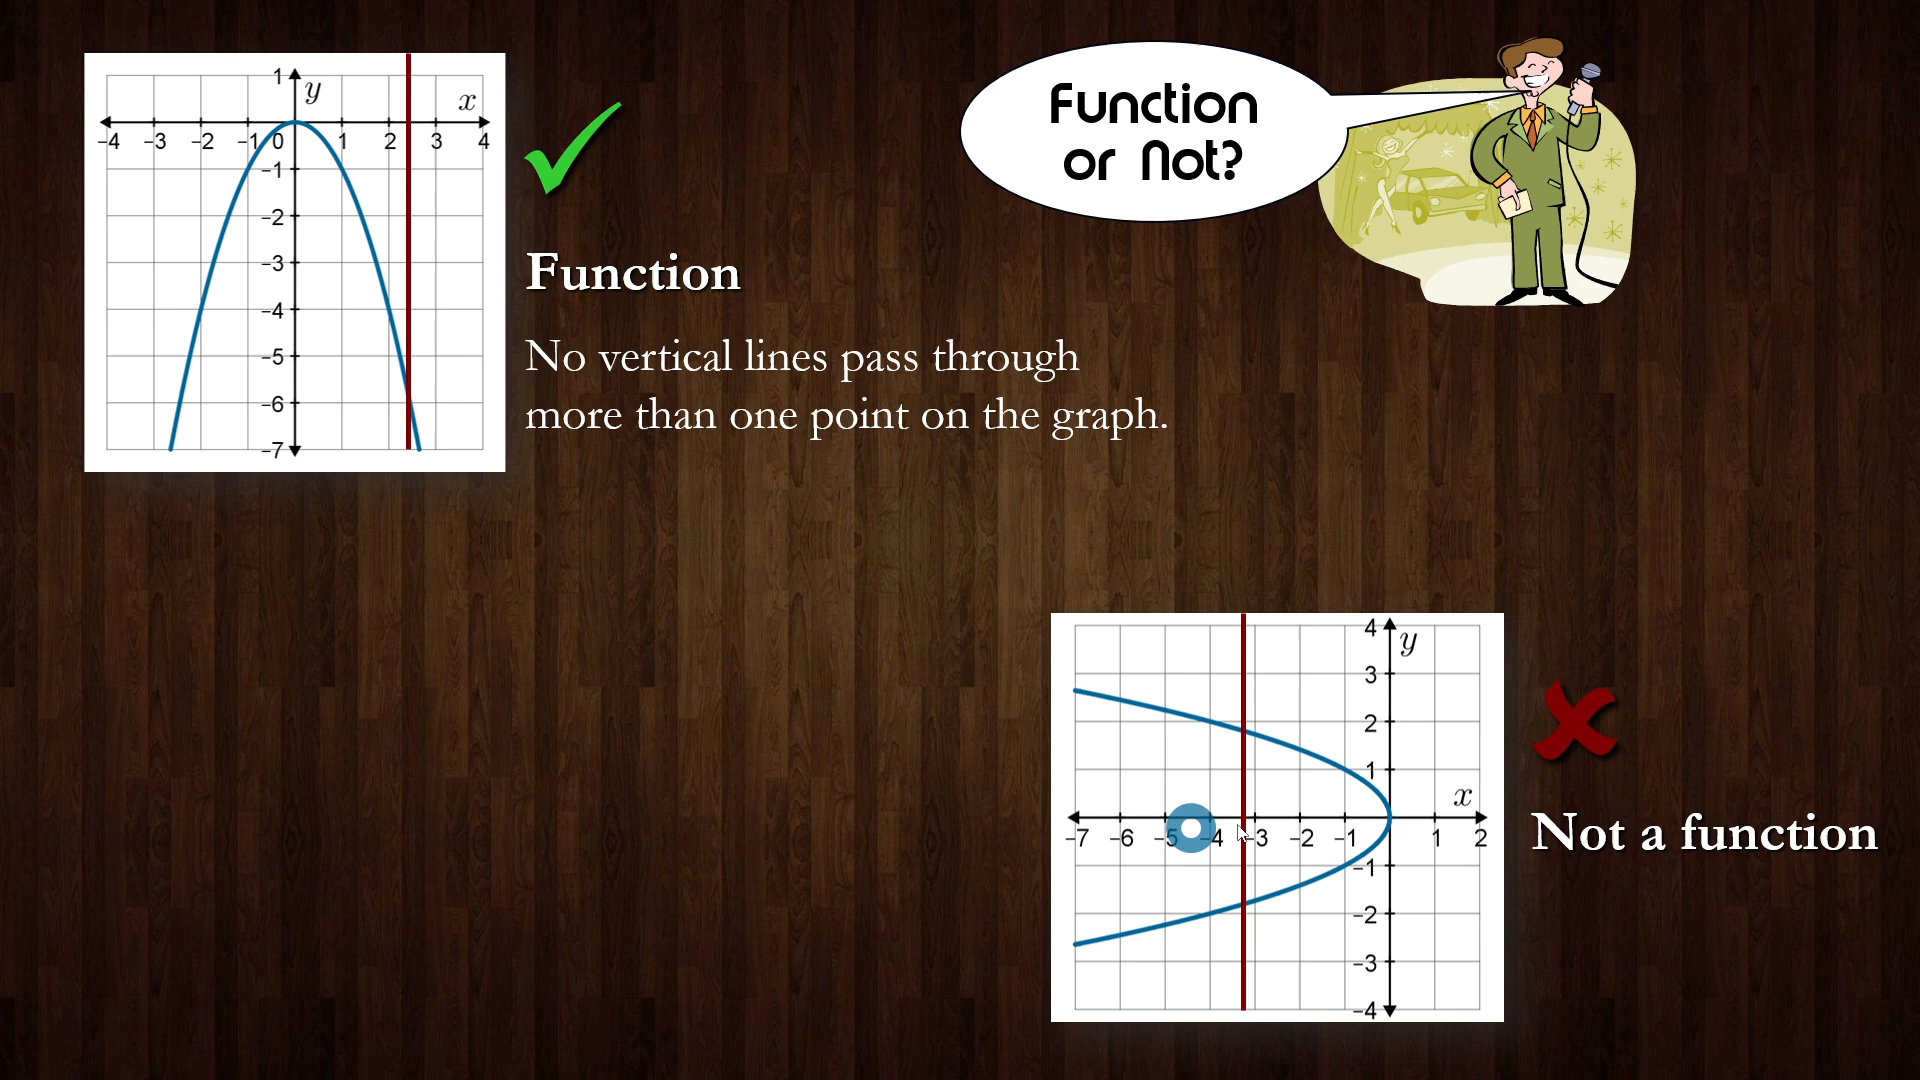 1
y
x
−4 −3 −2 −1 0 1 2 3 4
−1
−2
−3
−4
−5
−6
−7
Function
or Not?
Function
No vertical lines pass through
more than one point on the graph.
4
y
3
2
1
x
−7 −6 −5 −4 −3 −2 −1 1 2
−1
−2
−3
−4
Not a function